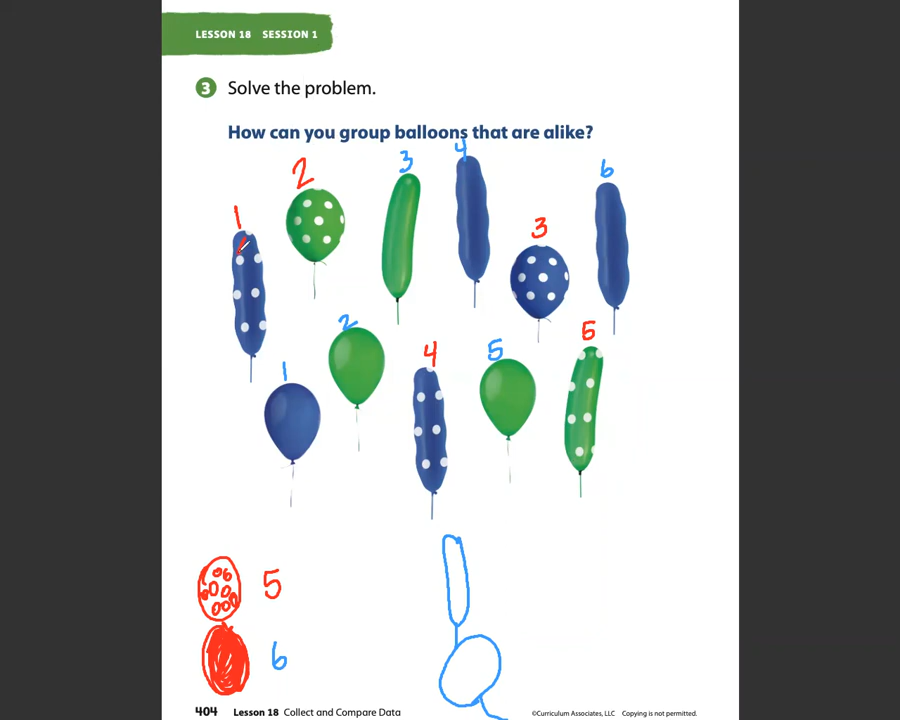 LESSON 18 SESSION 1
3 Solve the problem.
How can you group balloons that are alike?
1
2
3
4
3
6
1
2
4
5
5
5
6
404 Lesson 18 Collect and Compare Data
©Curriculum Associates, LLC Copying is not permitted.